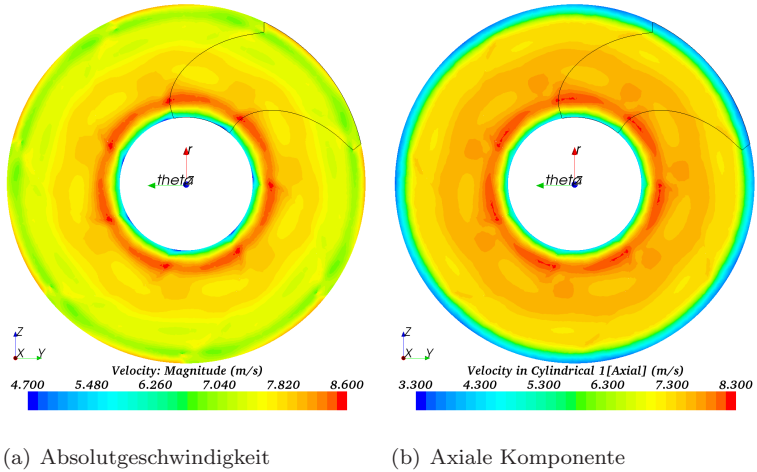 r
theta
Z
Z
X Y
Velocity: Magnitude (m/s)
4.700 5.480 6.260 7.040 7.820 8.600
(a) Absolutgeschwindigkeit
r
theta
Z
Z
X Y
Velocity in Cylindrical 1[Axial] (m/s)
3.300 4.300 5.300 6.300 7.300 8.300
(b) Axiale Komponente